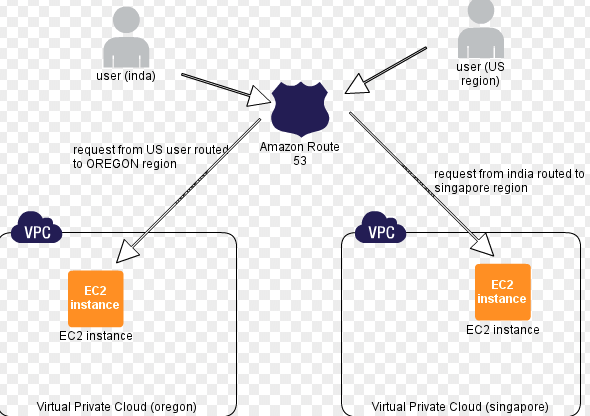 user (inda)
user (US
region)
Amazon Route
53
request from US user routed
to OREGON region
request from india routed to
singapore region
VPC
VPC
EC2
instance
EC2 instance
EC2
instance
EC2 instance
Virtual Private Cloud (oregon)
Virtual Private Cloud (singapore)